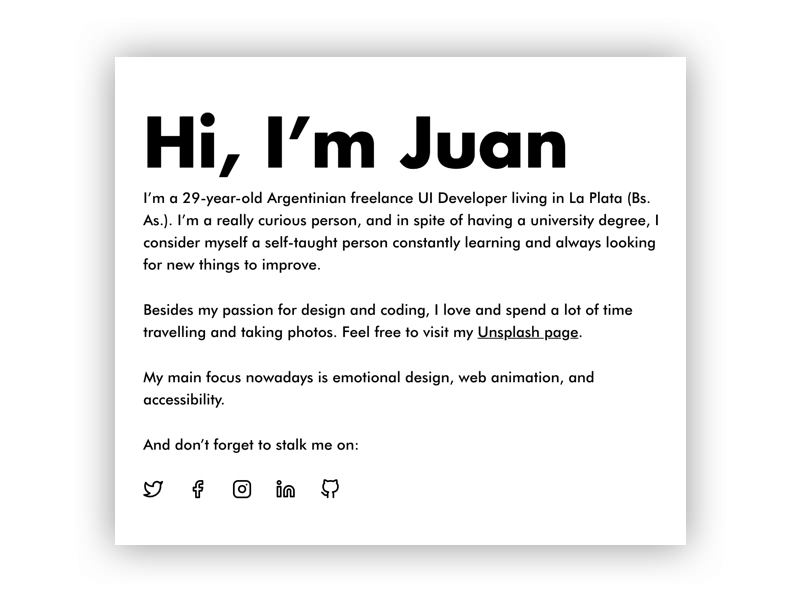 Hi, I’m Juan
I’m a 29-year-old Argentinian freelance UI Developer living in La Plata (Bs.
As.). I’m a really curious person, and in spite of having a university degree, I
consider myself a self-taught person constantly learning and always looking
for new things to improve.
Besides my passion for design and coding, I love and spend a lot of time
travelling and taking photos. Feel free to visit my Unsplash page.
My main focus nowadays is emotional design, web animation, and
accessibility.
And don’t forget to stalk me on: